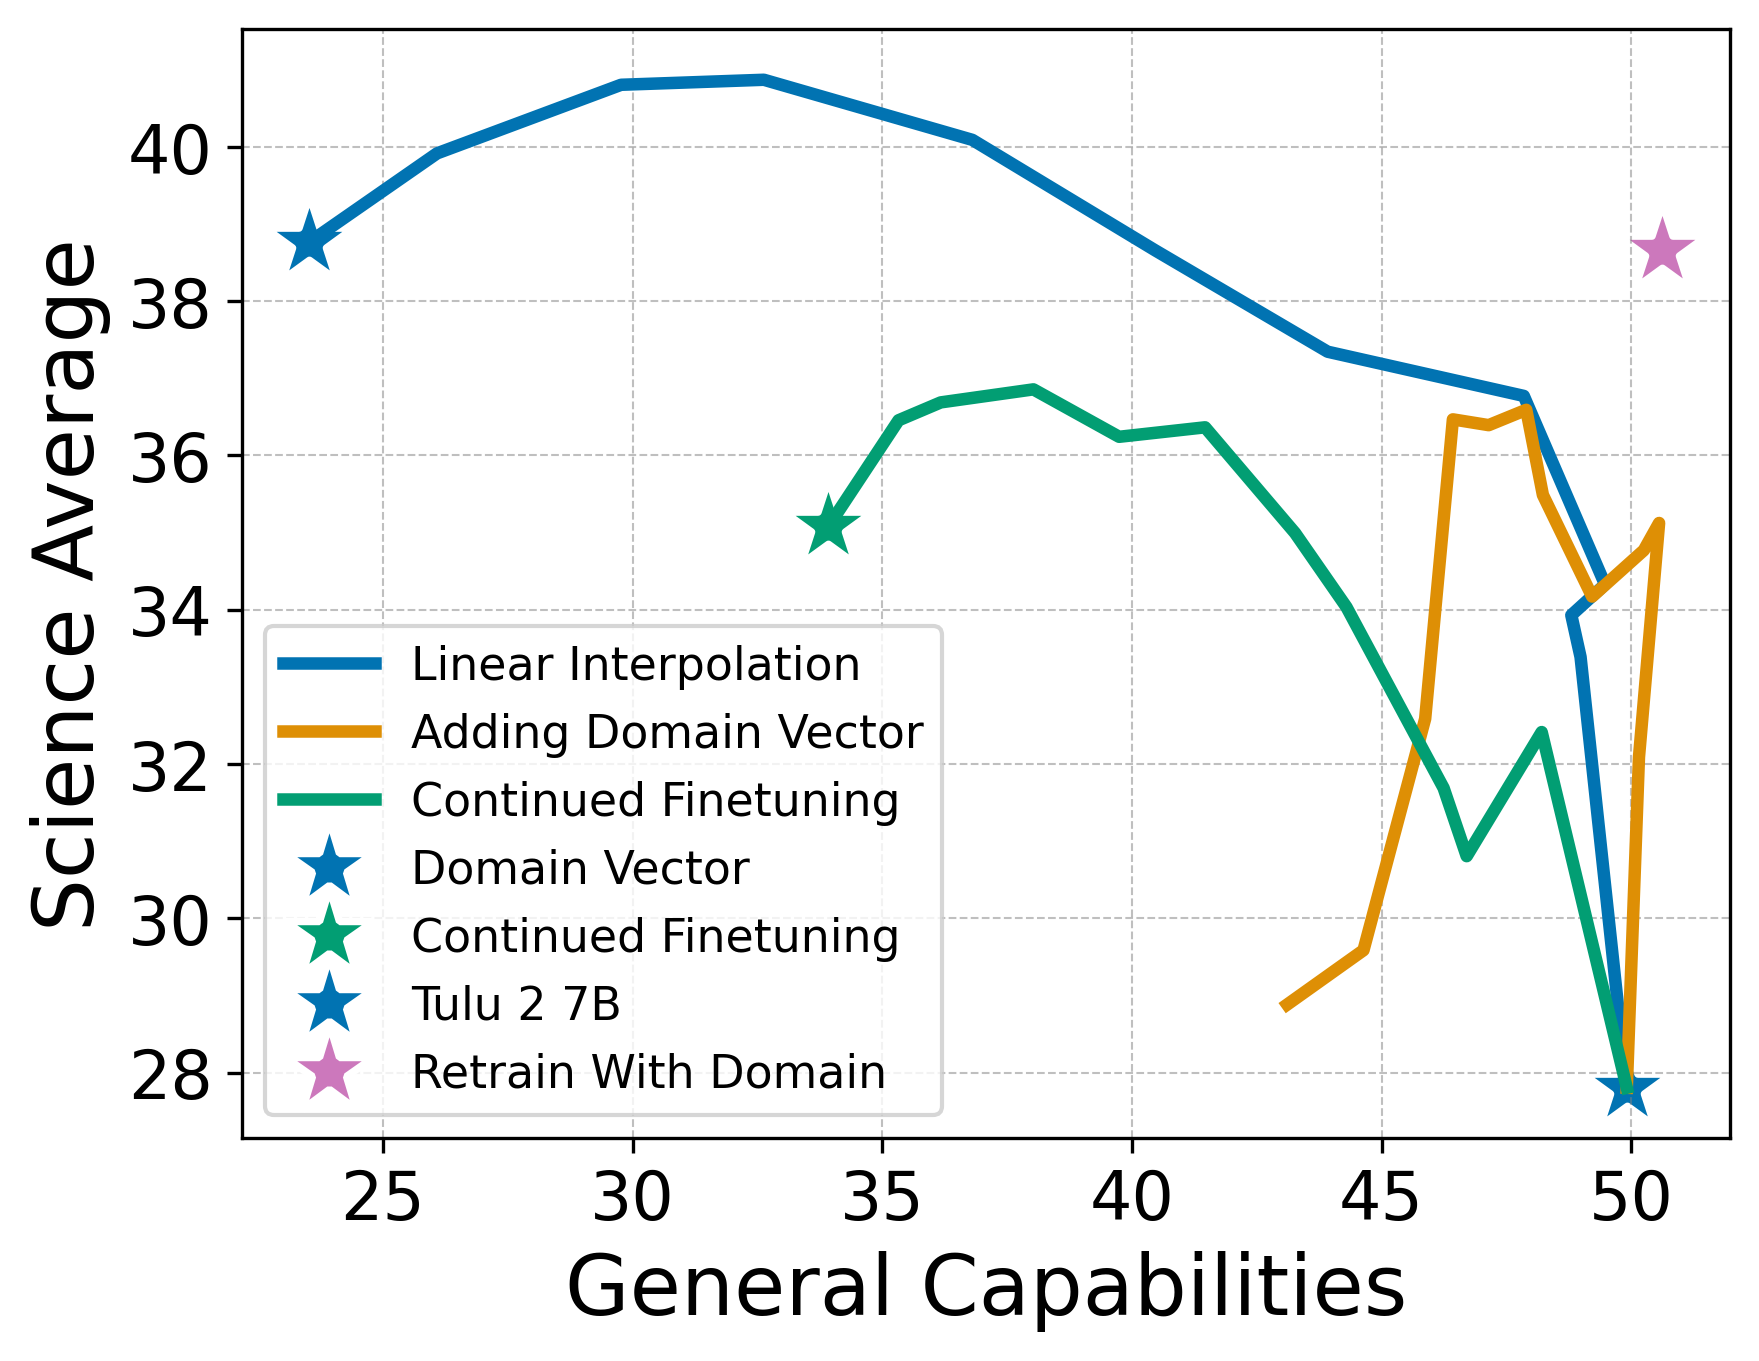 40
38
36
34
32
30
28
Science Average
Linear Interpolation
Adding Domain Vector
Continued Finetuning
Domain Vector
Continued Finetuning
Tulu 2 7B
Retrain With Domain
25 30 35 40 45 50
General Capabilities